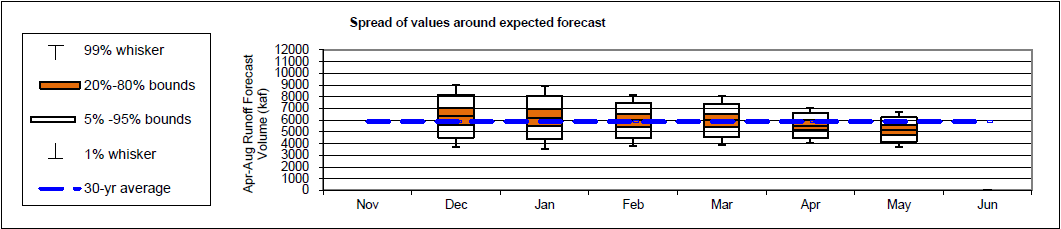 Spread of values around expected forecast
99% whisker
20%-80% bounds
5% -95% bounds
1% whisker
30-yr average
Apr-Aug Runoff Forecast
Volume (kaf)
12000
11000
10000
9000
8000
7000
6000
5000
4000
3000
2000
1000
0
Nov Dec Jan Feb Mar Apr May Jun